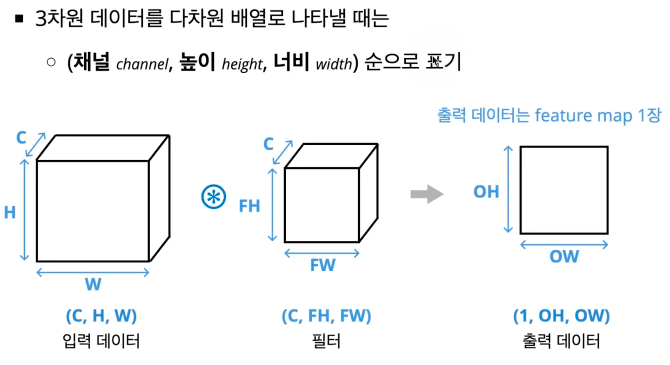 ▪ 3차원 데이터를 다차원 배열로 나타낼 때는
○ (채널 channel, 높이 height, 너비 width) 순으로 표기
출력 데이터는 feature map 1장
C
H
W
C
FH
FW
OH
OW
(C, H, W)
입력 데이터
(C, FH, FW)
필터
(1, OH, OW)
출력 데이터